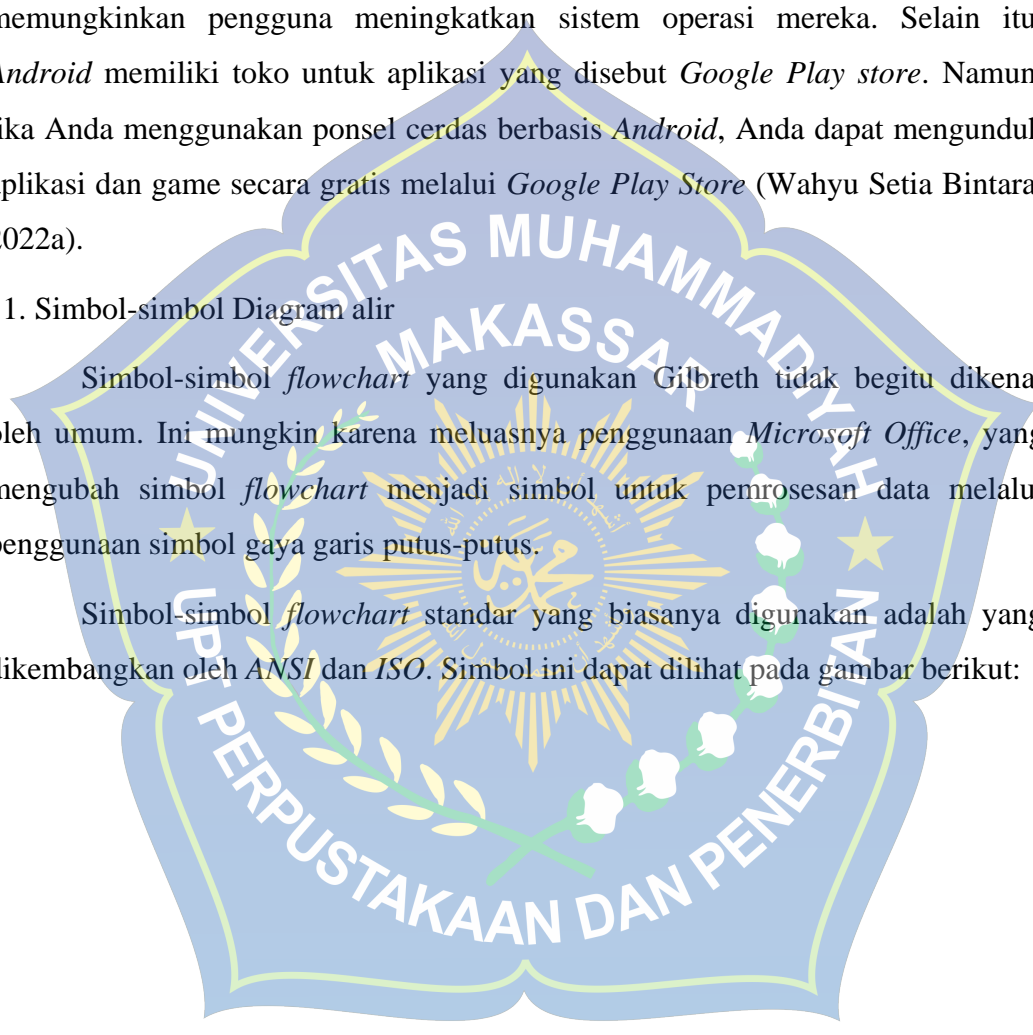 memungkinkan pengguna meningkatkan sistem operasi mereka. Selain itu
Android memiliki toko untuk aplikasi yang disebut Google Play store. Namun
jika Anda menggunakan ponsel cerdas berbasis Android, Anda dapat mengunduh
aplikasi dan game secara gratis melalui Google Play Store (Wahyu Setia Bintara
2022a).
1. Simbol-simbol Diagram alir
Simbol-simbol flowchart yang digunakan Gilbreth tidak begitu dikenal
oleh umum. Ini mungkin karena meluasnya penggunaan Microsoft Office, yang
mengubah simbol flowchart menjadi simbol untuk pemrosesan data melalui
penggunaan simbol gaya garis putus-putus.
Simbol-simbol flowchart standar yang biasanya digunakan adalah yang
dikembangkan oleh ANSI dan ISO. Simbol ini dapat dilihat pada gambar berikut:
UNIVERSITAS MUHAMMADIYAH
MAKASSAR
UPT PERPUSTAKAAN DAN PENERBITAN
محمدية